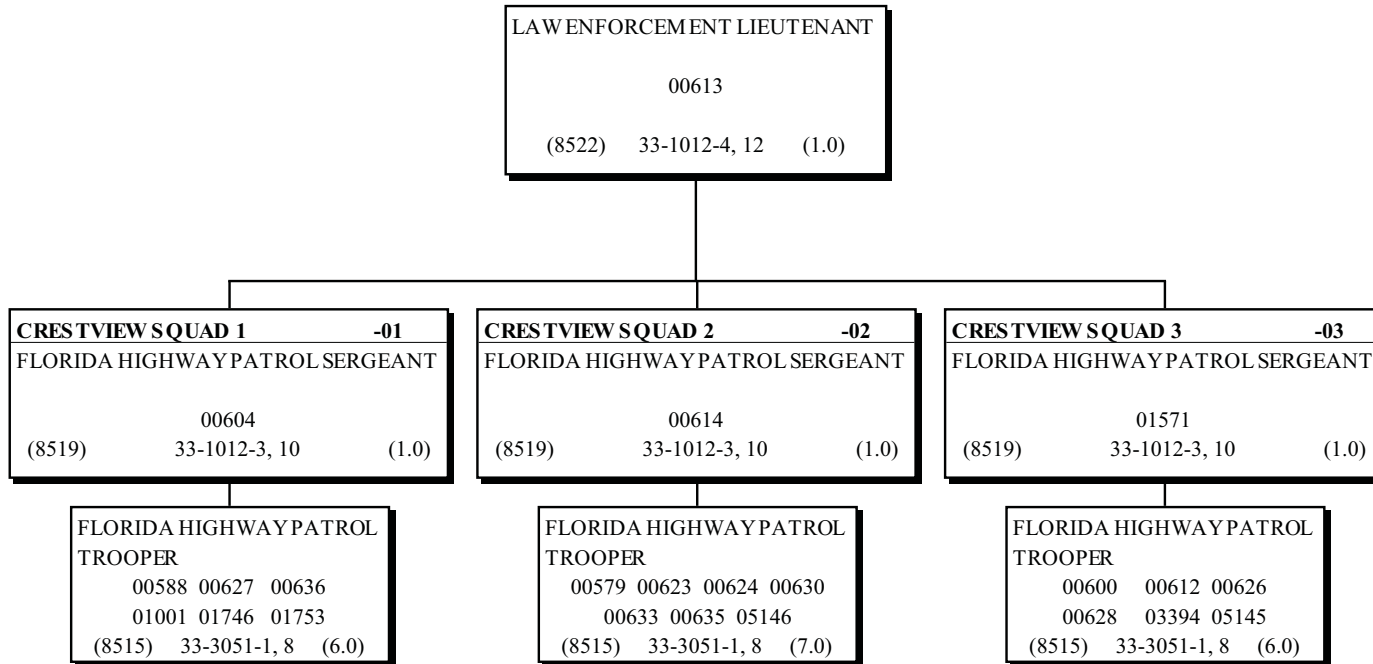 LAW ENFORCEMENT LIEUTENANT
00613
(8522) 33-1012-4, 12 (1.0)
CRESTVIEW SQUAD 1 -01
FLORIDA HIGHWAY PATROL SERGEANT
00604
(8519) 33-1012-3, 10 (1.0)
FLORIDA HIGHWAY PATROL
TROOPER
00588 00627 00636
01001 01746 01753
(8515) 33-3051-1, 8 (6.0)
CRESTVIEW SQUAD 2 -02
FLORIDA HIGHWAY PATROL SERGEANT
00614
(8519) 33-1012-3, 10 (1.0)
FLORIDA HIGHWAY PATROL
TROOPER
00579 00623 00624 00630
00633 00635 05146
(8515) 33-3051-1, 8 (7.0)
CRESTVIEW SQUAD 3 -03
FLORIDA HIGHWAY PATROL SERGEANT
01571
(8519) 33-1012-3, 10 (1.0)
FLORIDA HIGHWAY PATROL
TROOPER
00600 00612 00626
00628 03394 05145
(8515) 33-3051-1, 8 (6.0)